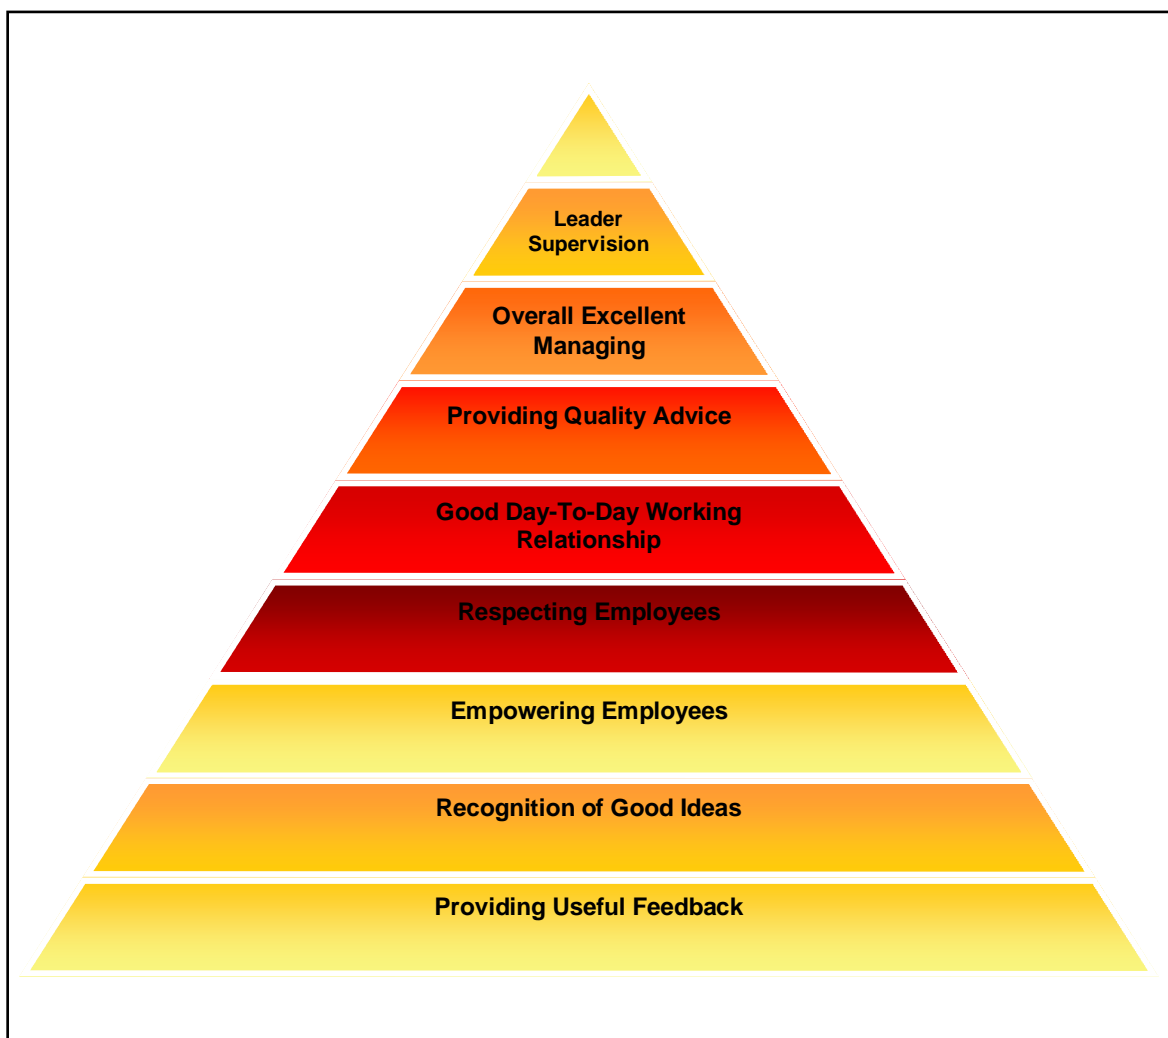 Leader
Supervision
Overall Excellent
Managing
Providing Quality Advice
Good Day-To-Day Working
Relationship
Respecting Employees
Empowering Employees
Recognition of Good Ideas
Providing Useful Feedback